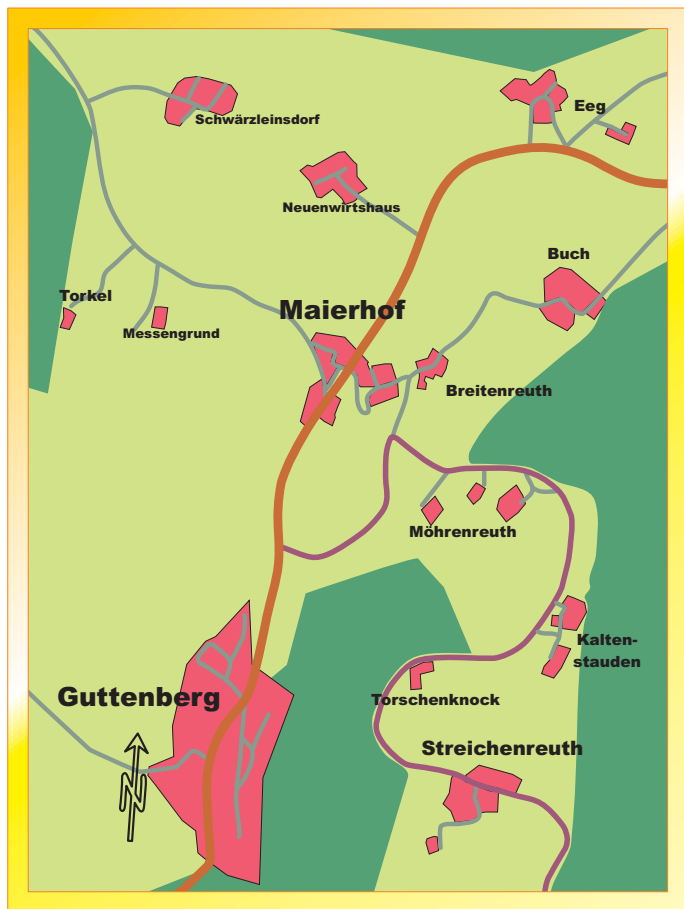 Eeg
Schwärzleinsdorf
Neuenwirtshaus
Buch
Torkel
Maierhof
Messengrund
Breitenreuth
Möhrenreuth
Kalten-
stauden
Guttenberg
Torschenknock
Streichenreuth
N